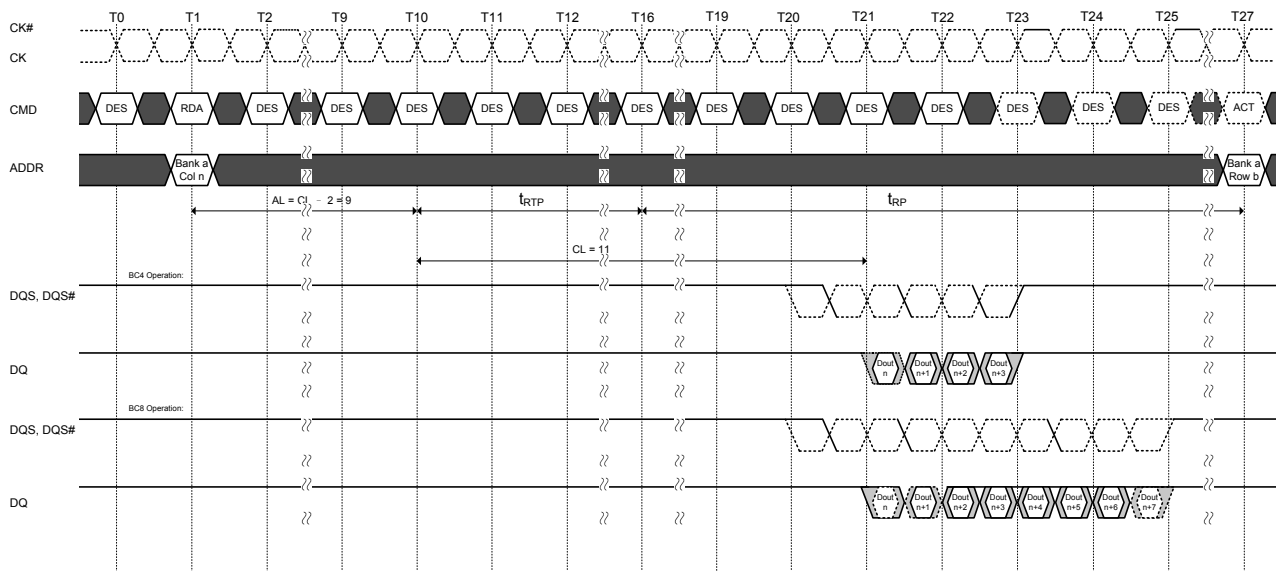 T0 T1 T2 T9 T10 T11 T12 T16 T19 T20 T21 T22 T23 T24 T25 T27
CK#
CK
CMD DES RDA DES DES DES DES DES DES DES DES DES DES DES DES DES ACT
ADDR
Bank a
Col n
Bank a
Row b
AL = CL - 2 = 9
tRTP
tRP
CL = 11
BC4 Operation:
DQS, DQS#
DQ
Dout
n
Dout
n+1
Dout
n+2
Dout
n+3
BC8 Operation:
DQS, DQS#
DQ
Dout
n
Dout
n+1
Dout
n+2
Dout
n+3
Dout
n+4
Dout
n+5
Dout
n+6
Dout
n+7